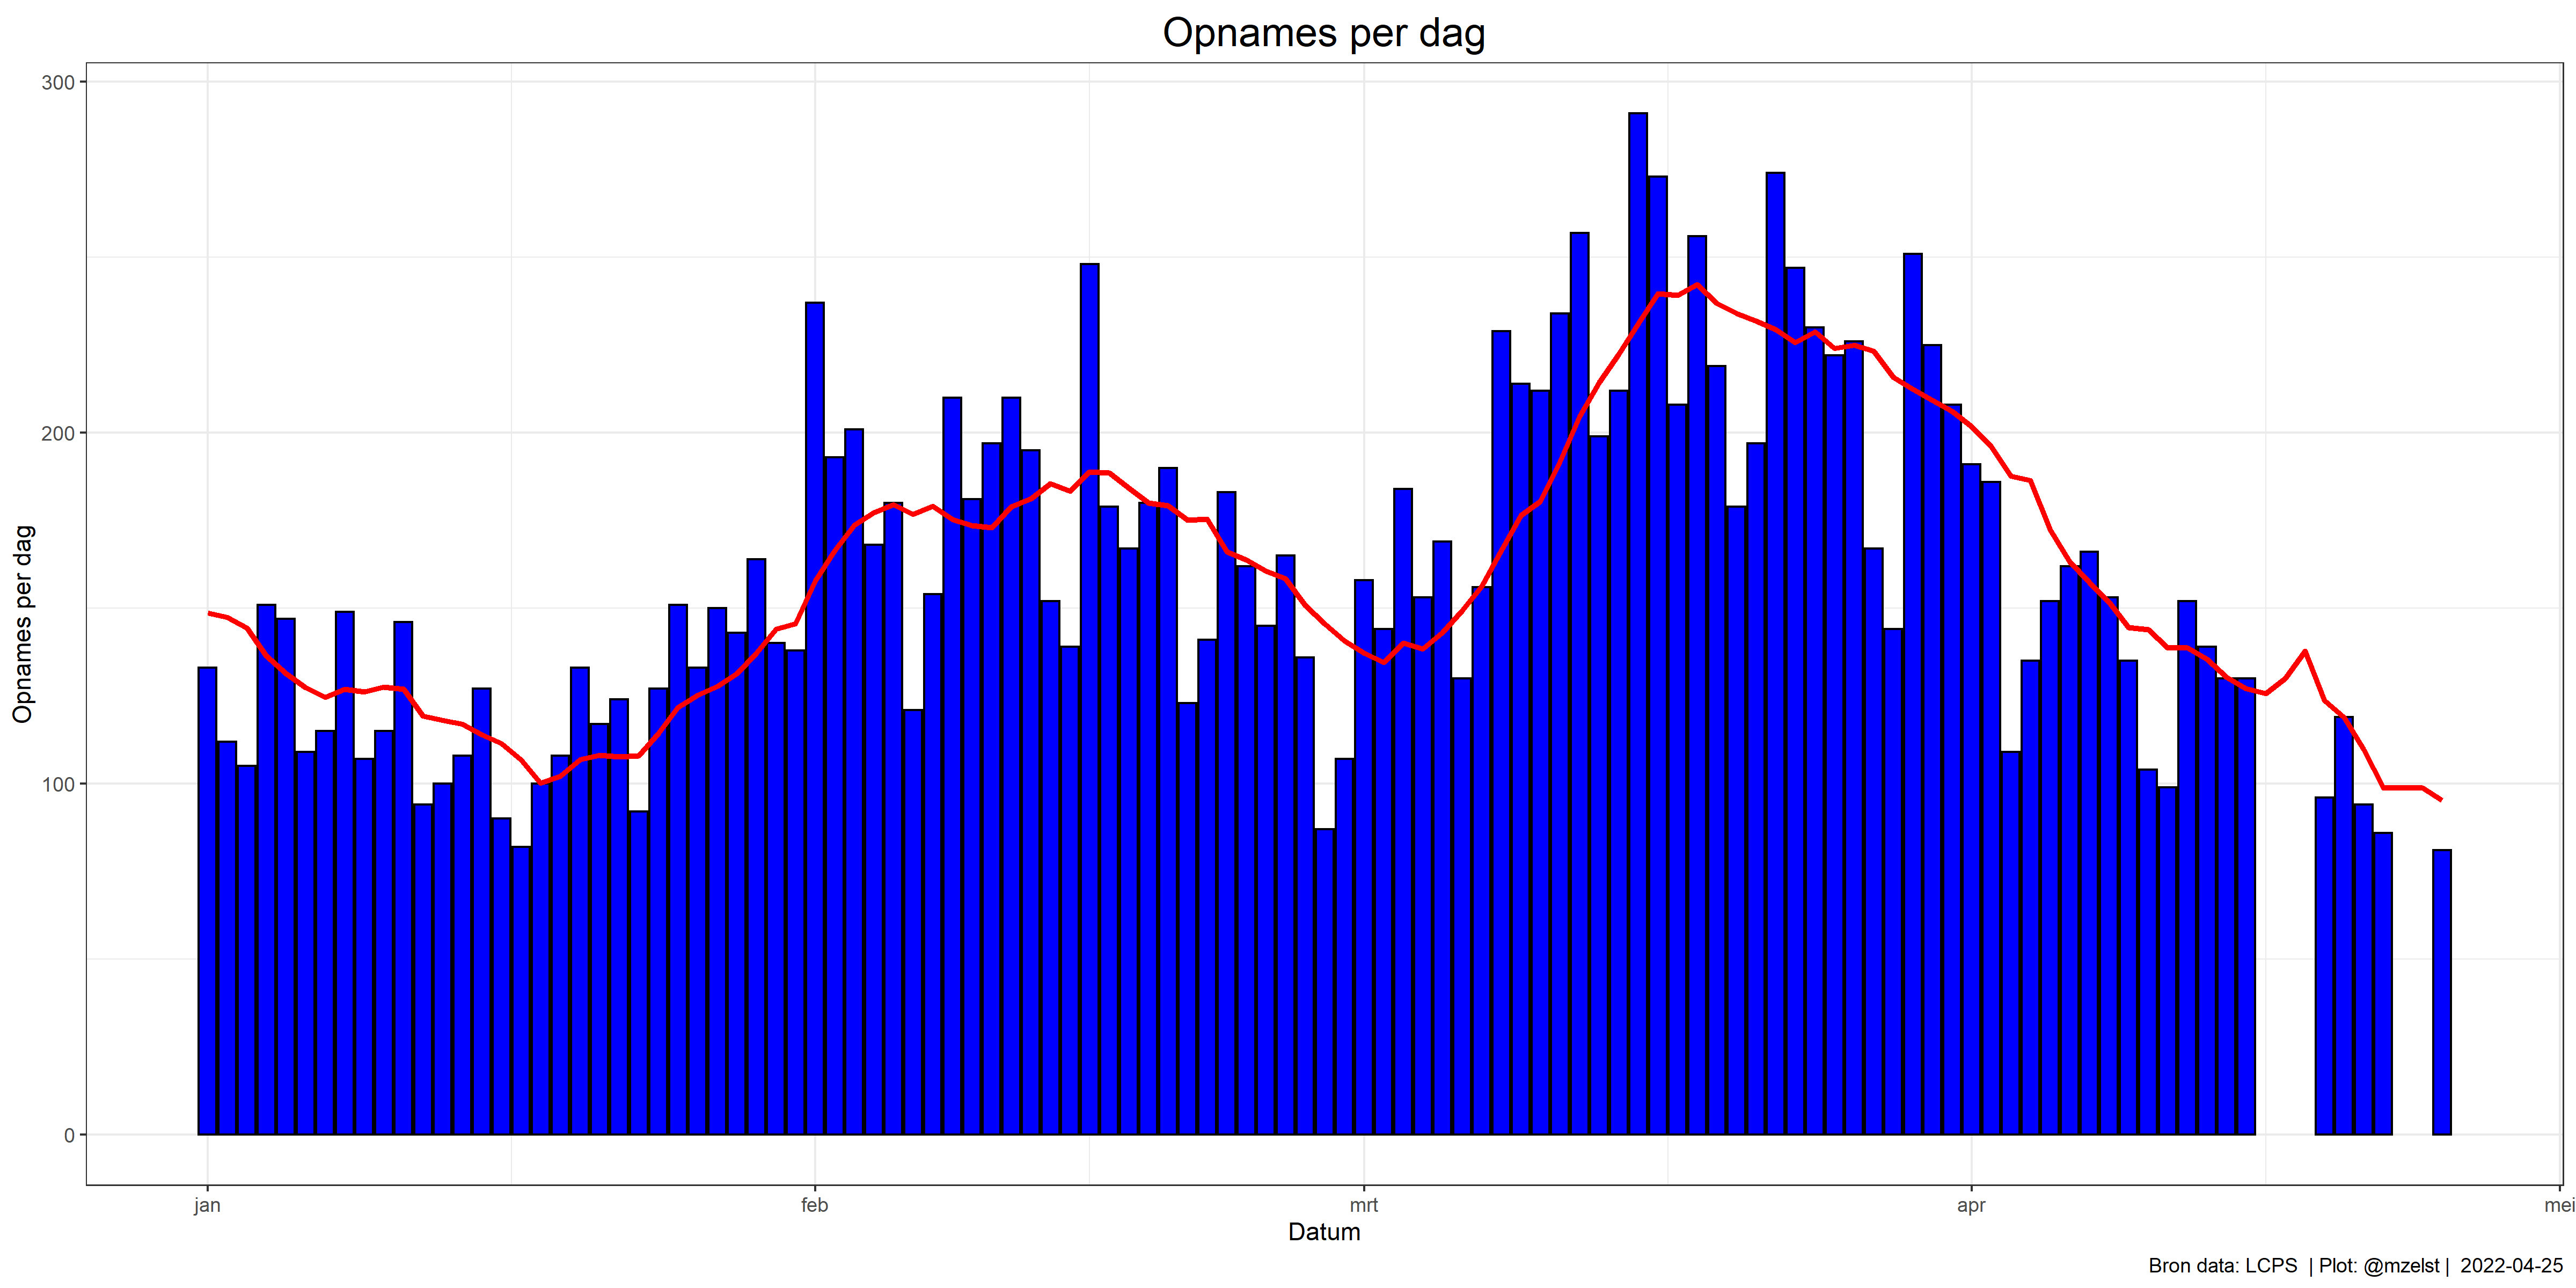 Opnames per dag
300
200
100
0
Opnames per dag
jan feb mrt apr mei
Datum
Bron data: LCPS | Plot: @mzelst | 2022-04-25